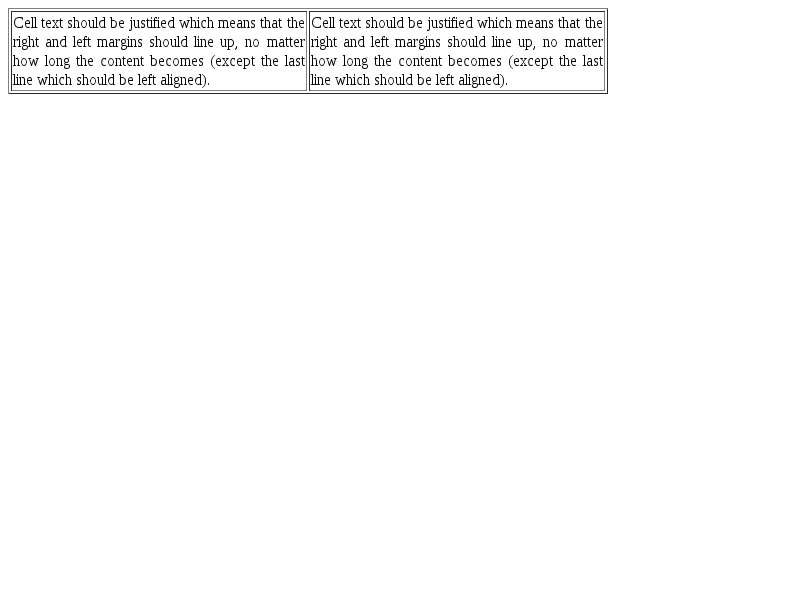 Cell text should be justified which means that the
right and left margins should line up, no matter
how long the content becomes (except the last
line which should be left aligned).
Cell text should be justified which means that the
right and left margins should line up, no matter
how long the content becomes (except the last
line which should be left aligned).